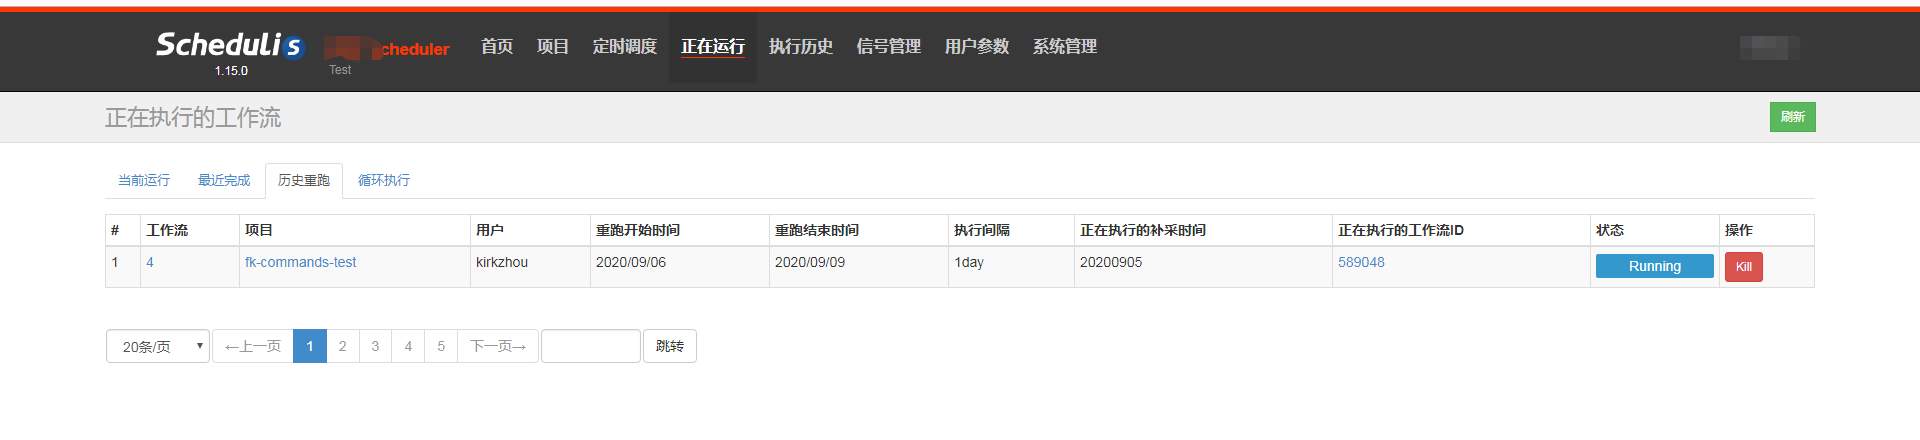 Schedulis
1.15.0
cheduler
Test
首页 项目 定时调度 正在运行 执行历史 信号管理 用户参数 系统管理
正在执行的工作流
刷新
当前运行 最近完成 历史重跑 循环执行
# 工作流 项目 用户 重跑开始时间 重跑结束时间 执行间隔 正在执行的补采时间 正在执行的工作流ID 状态 操作
1 4 fk-commands-test kirkzhou 2020/09/06 2020/09/09 1day 20200905 589048 Running Kill
20条/页 ←上一页 1 2 3 4 5 下一页→ 跳转